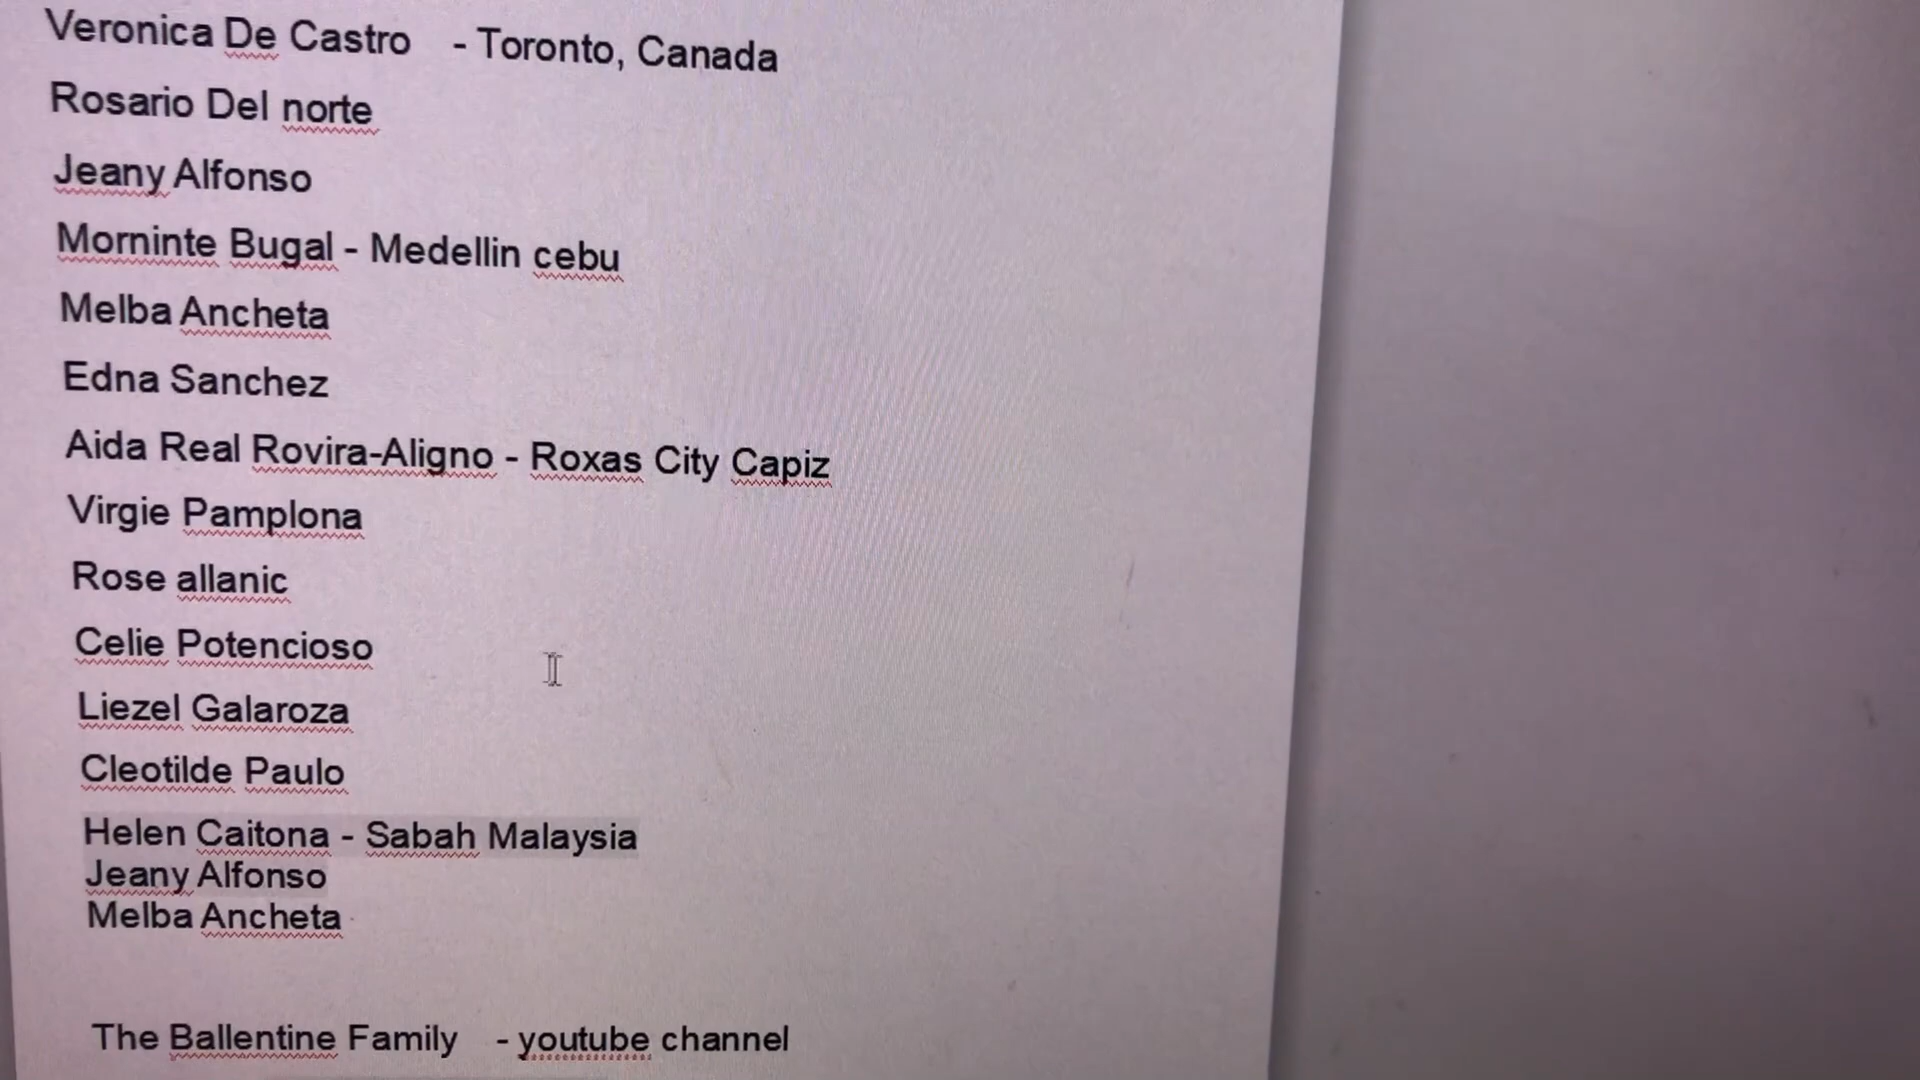 Veronica De Castro - Toronto, Canada
Rosario Del norte
Jeany Alfonso
Morninte Bugal - Medellin cebu
Melba Ancheta
Edna Sanchez
Aida Real Rovira-Aligno - Roxas City Capiz
Virgie Pamplona
Rose allanic
Celie Potencioso
Liezel Galaroza
Cleotilde Paulo
Helen Caitona - Sabah Malaysia
Jeany Alfonso
Melba Ancheta
The Ballentine Family - youtube channel